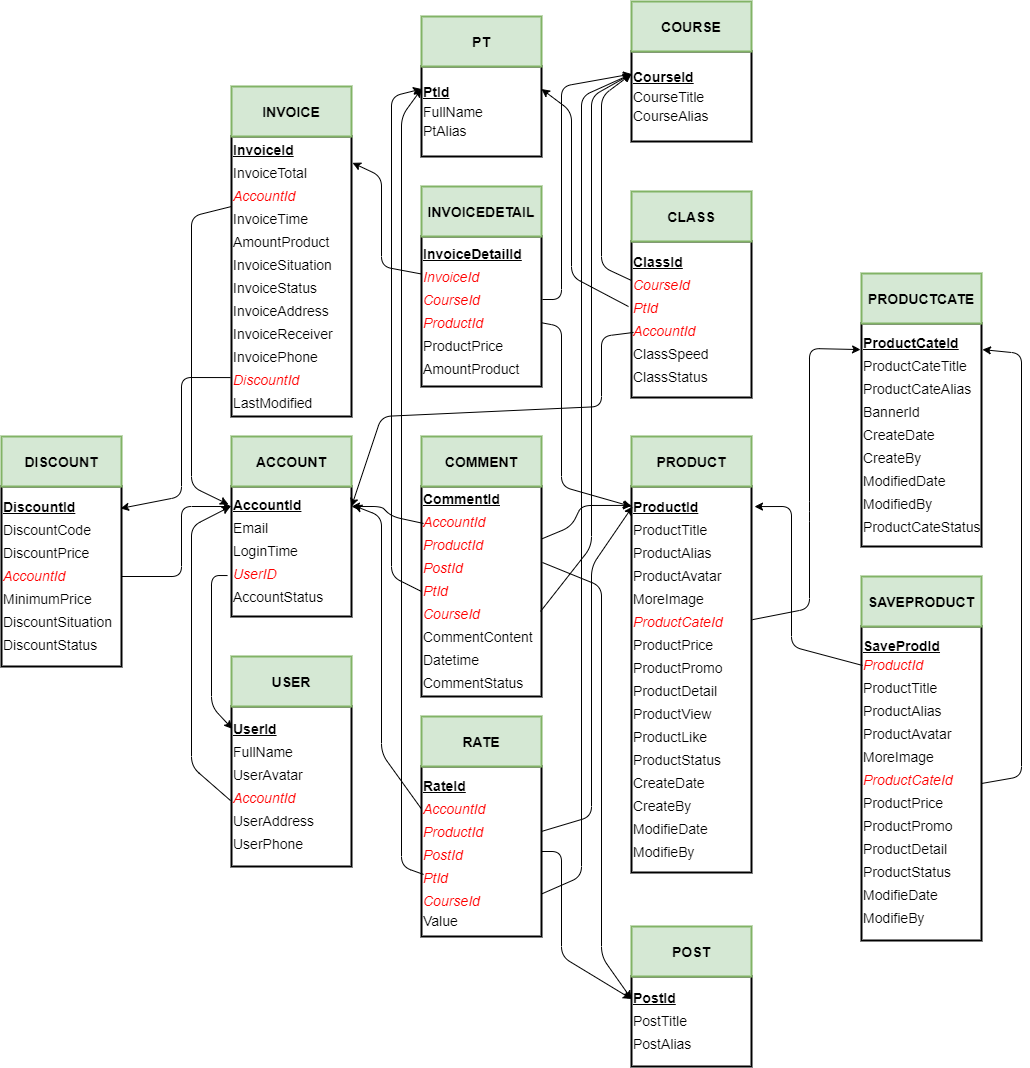 PT
PtId
FullName
PtAlias
COURSE
CourseId
CourseTitle
CourseAlias
INVOICE
InvoiceId
InvoiceTotal
AccountId
InvoiceTime
AmountProduct
InvoiceSituation
InvoiceStatus
InvoiceAddress
InvoiceReceiver
InvoicePhone
DiscountId
LastModified
INVOICEDETAIL
InvoiceDetailId
InvoiceId
CourseId
ProductId
ProductPrice
AmountProduct
CLASS
ClassId
CourseId
PtId
AccountId
ClassSpeed
ClassStatus
PRODUCTCATE
ProductCateId
ProductCateTitle
ProductCateAlias
BannerId
CreateDate
CreateBy
ModifiedDate
ModifiedBy
ProductCateStatus
DISCOUNT
DiscountId
DiscountCode
DiscountPrice
AccountId
MinimumPrice
DiscountSituation
DiscountStatus
ACCOUNT
AccountId
Email
LoginTime
UserID
AccountStatus
COMMENT
CommentId
AccountId
ProductId
PostId
PtId
CourseId
CommentContent
Datetime
CommentStatus
PRODUCT
ProductId
ProductTitle
ProductAlias
ProductAvatar
MoreImage
ProductCateId
ProductPrice
ProductPromo
ProductDetail
ProductView
ProductLike
ProductStatus
CreateDate
CreateBy
ModifieDate
ModifieBy
SAVEPRODUCT
SaveProdId
ProductId
ProductTitle
ProductAlias
ProductAvatar
MoreImage
ProductCateId
ProductPrice
ProductPromo
ProductDetail
ProductStatus
ModifieDate
ModifieBy
USER
UserId
FullName
UserAvatar
AccountId
UserAddress
UserPhone
RATE
RateId
AccountId
ProductId
PostId
PtId
CourseId
Value
POST
PostId
PostTitle
PostAlias